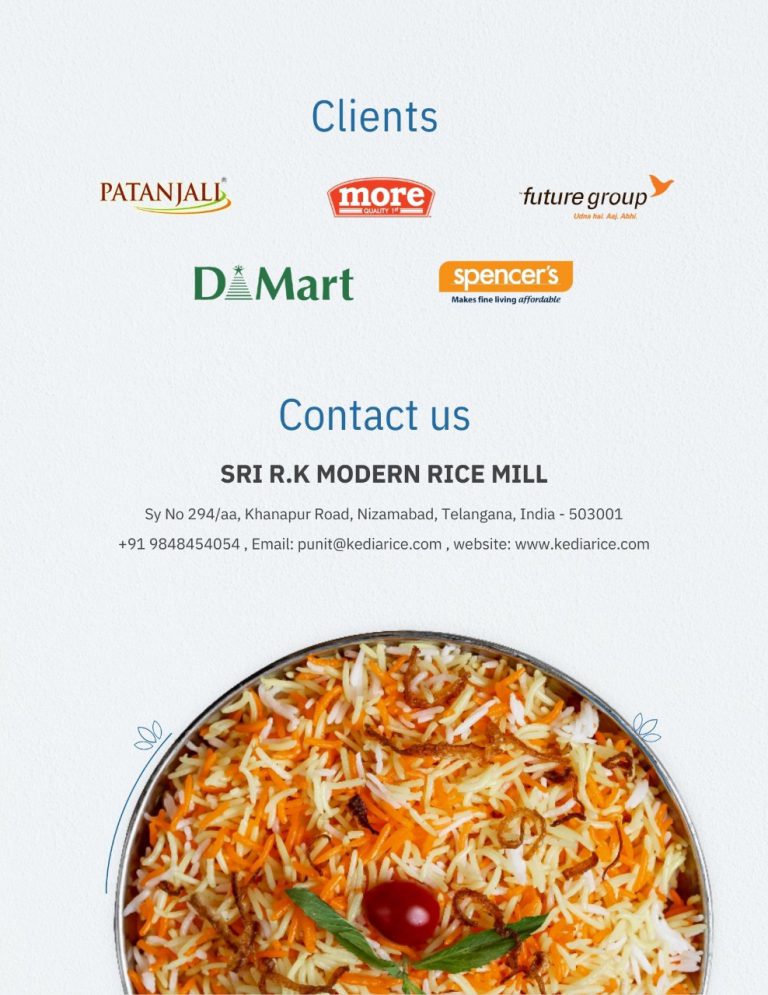 Clients
PATANJALI®
more
QUALITY 1st
future group
Udna hai. Aaj. Abhi.
D Mart
spencer's
Makes fine living affordable
Contact us
SRI R.K MODERN RICE MILL
Sy No 294/aa, Khanapur Road, Nizamabad, Telangana, India - 503001
+91 9848454054 , Email: punit@kediarice.com , website: www.kediarice.com